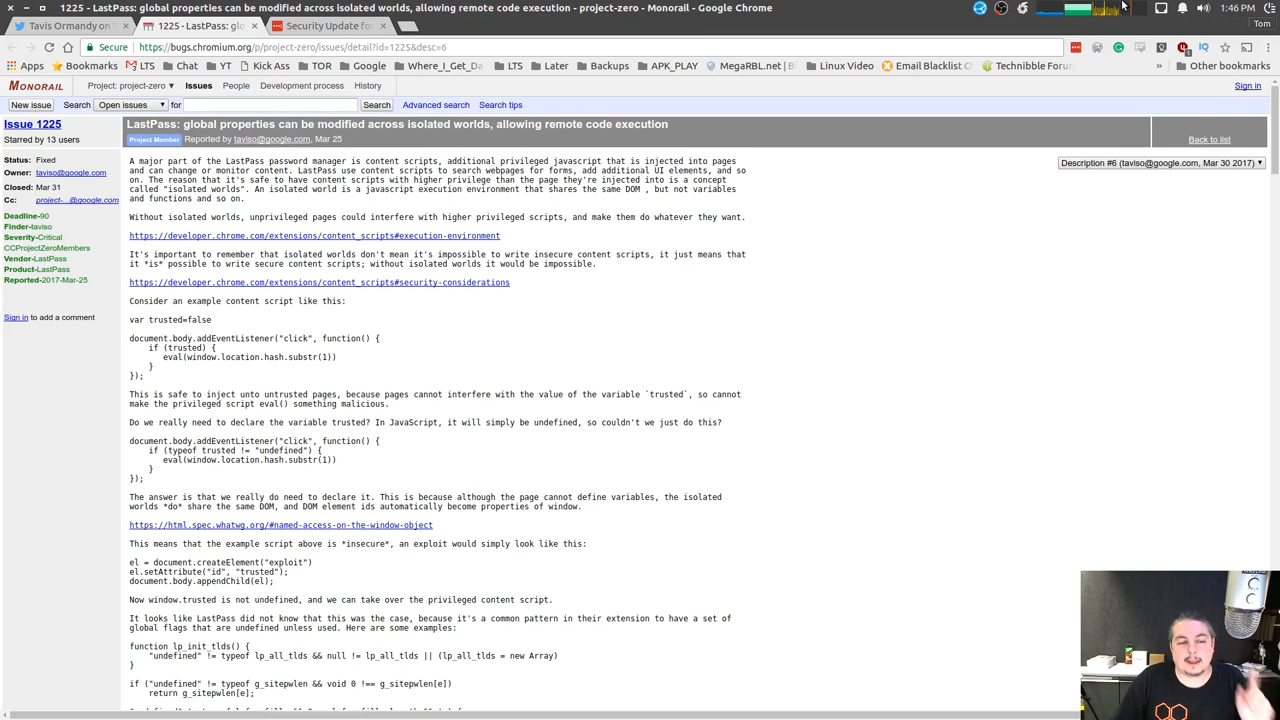 1225 - LastPass: global properties can be modified across isolated worlds, allowing remote code execution - project-zero - Monorail - Google Chrome
1:46 PM
Tavis Ormandy on T
1225 - LastPass: glob
Security Update for
Tom
Secure
https://bugs.chromium.org/p/project-zero/issues/detail?id=1225&desc=6
Apps
Bookmarks
LTS
Chat
YT
Kick Ass
TOR
Google
Where_I_Get_Da
LTS
Later
Backups
APK_PLAY
MegaRBL.net | B
Linux Video
Email Blacklist C
Technibble Foru
»
Other bookmarks
MONORAIL
Project: project-zero ▼
Issues
People
Development process
History
Sign in
New issue
Search
Open issues
for
Search
Advanced search
Search tips
Issue 1225
Starred by 13 users
LastPass: global properties can be modified across isolated worlds, allowing remote code execution
Project Member
Reported by taviso@google.com, Mar 25
Back to list
Status: Fixed
Owner: taviso@google.com
Closed: Mar 31
Cc: project-...@google.com
Deadline-90
Finder-taviso
Severity-Critical
CCProjectZeroMembers
Vendor-LastPass
Product-LastPass
Reported-2017-Mar-25
Sign in to add a comment
Description #6 (taviso@google.com, Mar 30 2017)
A major part of the LastPass password manager is content scripts, additional privileged javascript that is injected into pages
and can change or monitor content. LastPass use content scripts to search webpages for forms, add additional UI elements, and so
on. The reason that it's safe to have content scripts with higher privilege than the page they're injected into is a concept
called "isolated worlds". An isolated world is a javascript execution environment that shares the same DOM , but not variables
and functions and so on.
Without isolated worlds, unprivileged pages could interfere with higher privileged scripts, and make them do whatever they want.
https://developer.chrome.com/extensions/content_scripts#execution-environment
It's important to remember that isolated worlds don't mean it's impossible to write insecure content scripts, it just means that
it *is* possible to write secure content scripts; without isolated worlds it would be impossible.
https://developer.chrome.com/extensions/content_scripts#security-considerations
Consider an example content script like this:
var trusted=false
document.body.addEventListener("click", function() {
if (trusted) {
eval(window.location.hash.substr(1))
}
});
This is safe to inject unto untrusted pages, because pages cannot interfere with the value of the variable `trusted`, so cannot
make the privileged script eval() something malicious.
Do we really need to declare the variable trusted? In JavaScript, it will simply be undefined, so couldn't we just do this?
document.body.addEventListener("click", function() {
if (typeof trusted != "undefined") {
eval(window.location.hash.substr(1))
}
});
The answer is that we really do need to declare it. This is because although the page cannot define variables, the isolated
worlds *do* share the same DOM, and DOM element ids automatically become properties of window.
https://html.spec.whatwg.org/#named-access-on-the-window-object
This means that the example script above is *insecure*, an exploit would simply look like this:
el = document.createElement("exploit")
el.setAttribute("id", "trusted");
document.body.appendChild(el);
Now window.trusted is not undefined, and we can take over the privileged content script.
It looks like LastPass did not know that this was the case, because it's a common pattern in their extension to have a set of
global flags that are undefined unless used. Here are some examples:
function lp_init_tlds() {
"undefined" != typeof lp_all_tlds && null != lp_all_tlds || (lp_all_tlds = new Array)
}
if ("undefined" != typeof g_sitepwlen && void 0 !== g_sitepwlen[e])
return g_sitepwlen[e];